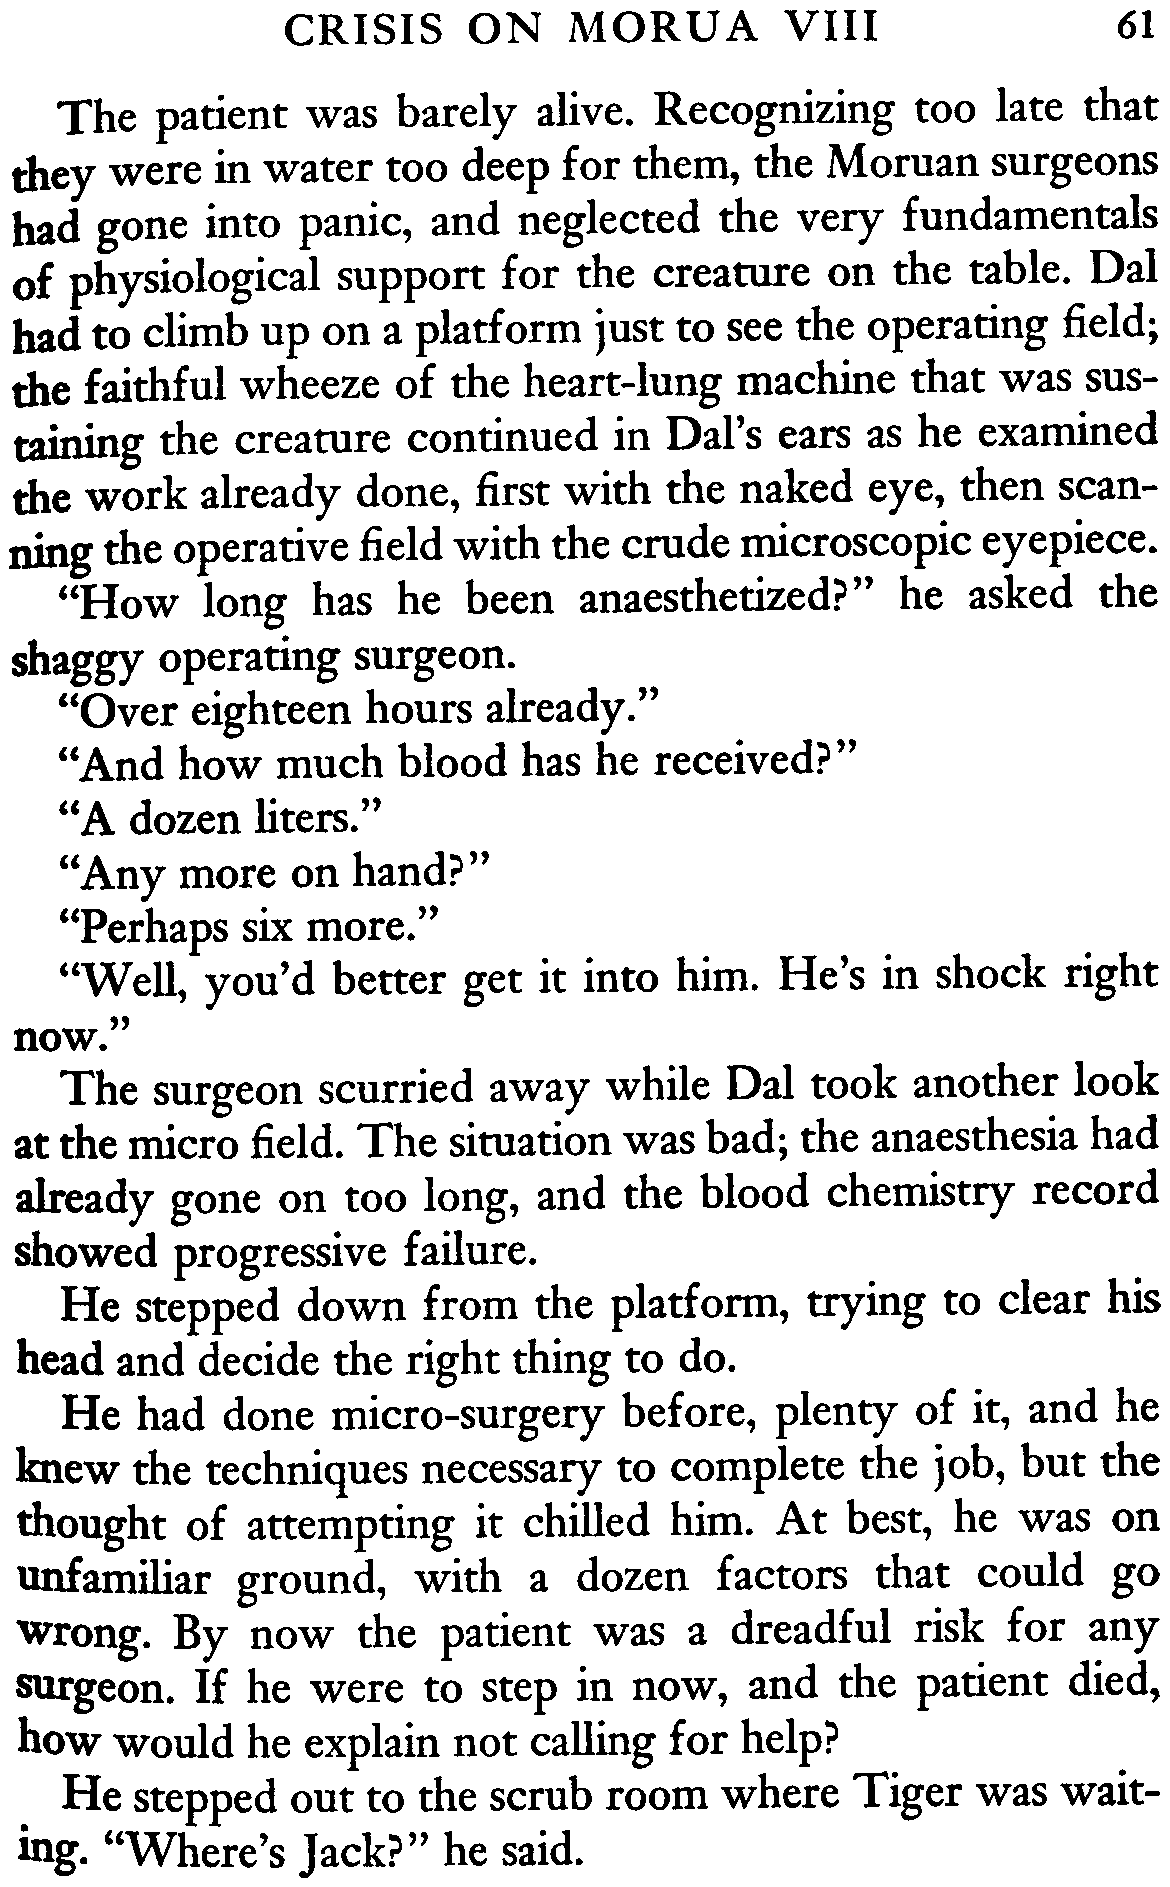 CRISIS ON MORUA VIII 61
The patient was barely alive. Recognizing too late that
they were in water too deep for them, the Moruan surgeons
had gone into panic, and neglected the very fundamentals
of physiological support for the creature on the table. Dal
had to climb up on a platform just to see the operating field;
the faithful wheeze of the heart-lung machine that was sus-
taining the creature continued in Dal's ears as he examined
the work already done, first with the naked eye, then scan-
ning the operative field with the crude microscopic eyepiece.
“How long has he been anaesthetized?” he asked the
shaggy operating surgeon.
“Over eighteen hours already.”
“And how much blood has he received?”
“A dozen liters.”
“Any more on hand?”
“Perhaps six more.”
“Well, you'd better get it into him. He's in shock right
now.”
The surgeon scurried away while Dal took another look
at the micro field. The situation was bad; the anaesthesia had
already gone on too long, and the blood chemistry record
showed progressive failure.
He stepped down from the platform, trying to clear his
head and decide the right thing to do.
He had done micro-surgery before, plenty of it, and he
knew the techniques necessary to complete the job, but the
thought of attempting it chilled him. At best, he was on
unfamiliar ground, with a dozen factors that could go
wrong. By now the patient was a dreadful risk for any
surgeon. If he were to step in now, and the patient died,
how would he explain not calling for help?
He stepped out to the scrub room where Tiger was wait-
ing. “Where's Jack?” he said.